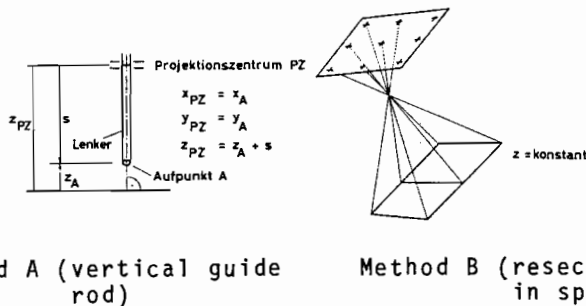 Projektionszentrum PZ
x_PZ = x_A
y_PZ = y_A
z_PZ = z_A + s
z_PZ
s
z_A
Lenker
Aufpunkt A
z = konstant
d A (vertical guide
rod)
Method B (resec
in sp